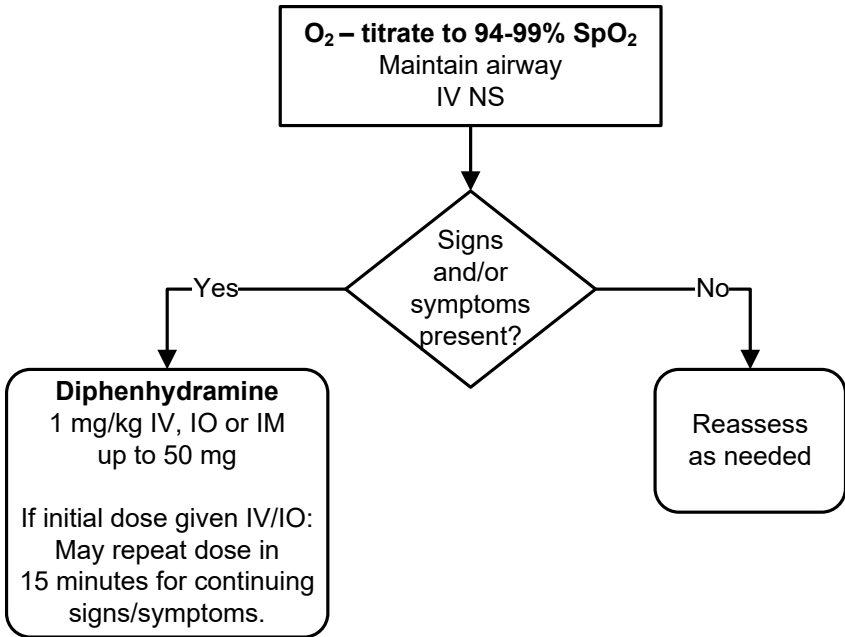 O₂ – titrate to 94-99% SpO₂
Maintain airway
IV NS
Signs
and/or
symptoms
present?
Yes
No
Diphenhydramine
1 mg/kg IV, IO or IM
up to 50 mg
If initial dose given IV/IO:
May repeat dose in
15 minutes for continuing
signs/symptoms.
Reassess
as needed